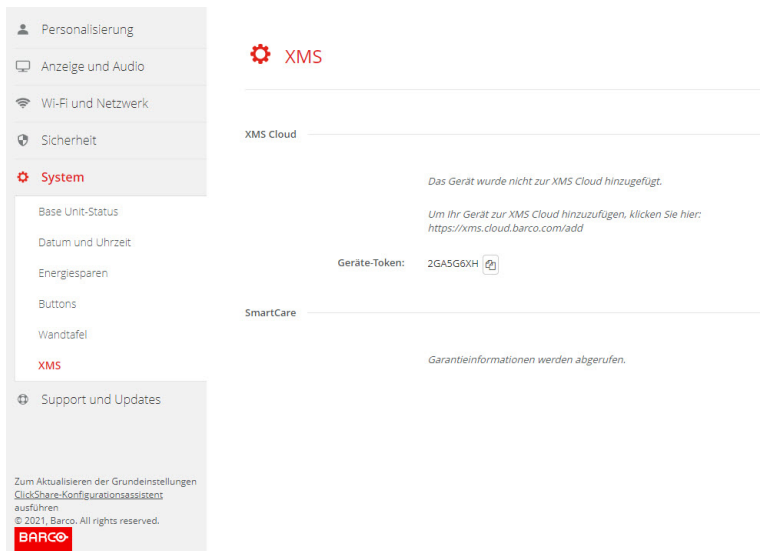 Personalisierung
Anzeige und Audio
Wi-Fi und Netzwerk
Sicherheit
System
Base Unit-Status
Datum und Uhrzeit
Energiesparen
Buttons
Wandtafel
XMS
Support und Updates
Zum Aktualisieren der Grundeinstellungen
ClickShare-Konfigurationsassistent
ausführen
© 2021, Barco. All rights reserved.
BARCO
XMS
XMS Cloud
Das Gerät wurde nicht zur XMS Cloud hinzugefügt.
Um Ihr Gerät zur XMS Cloud hinzuzufügen, klicken Sie hier:
https://xms.cloud.barco.com/add
Geräte-Token: 2GA5G6XH
SmartCare
Garantieinformationen werden abgerufen.